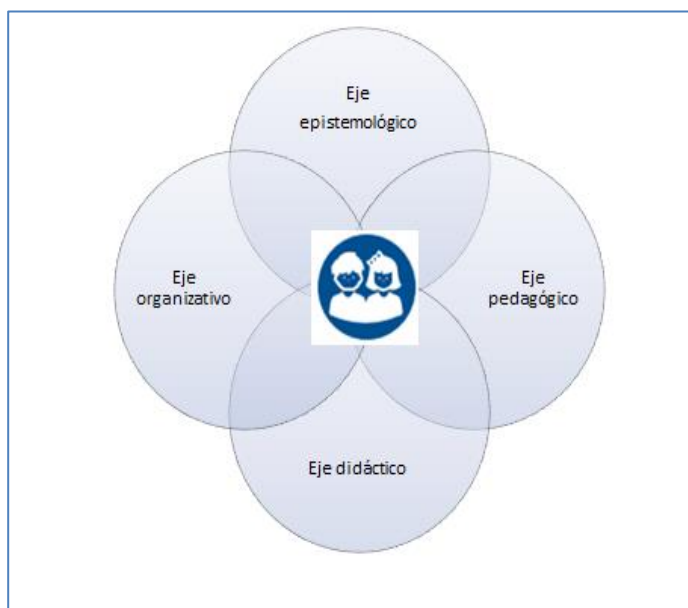 Eje
epistemológico
Eje
organizativo
Eje
pedagógico
Eje didáctico